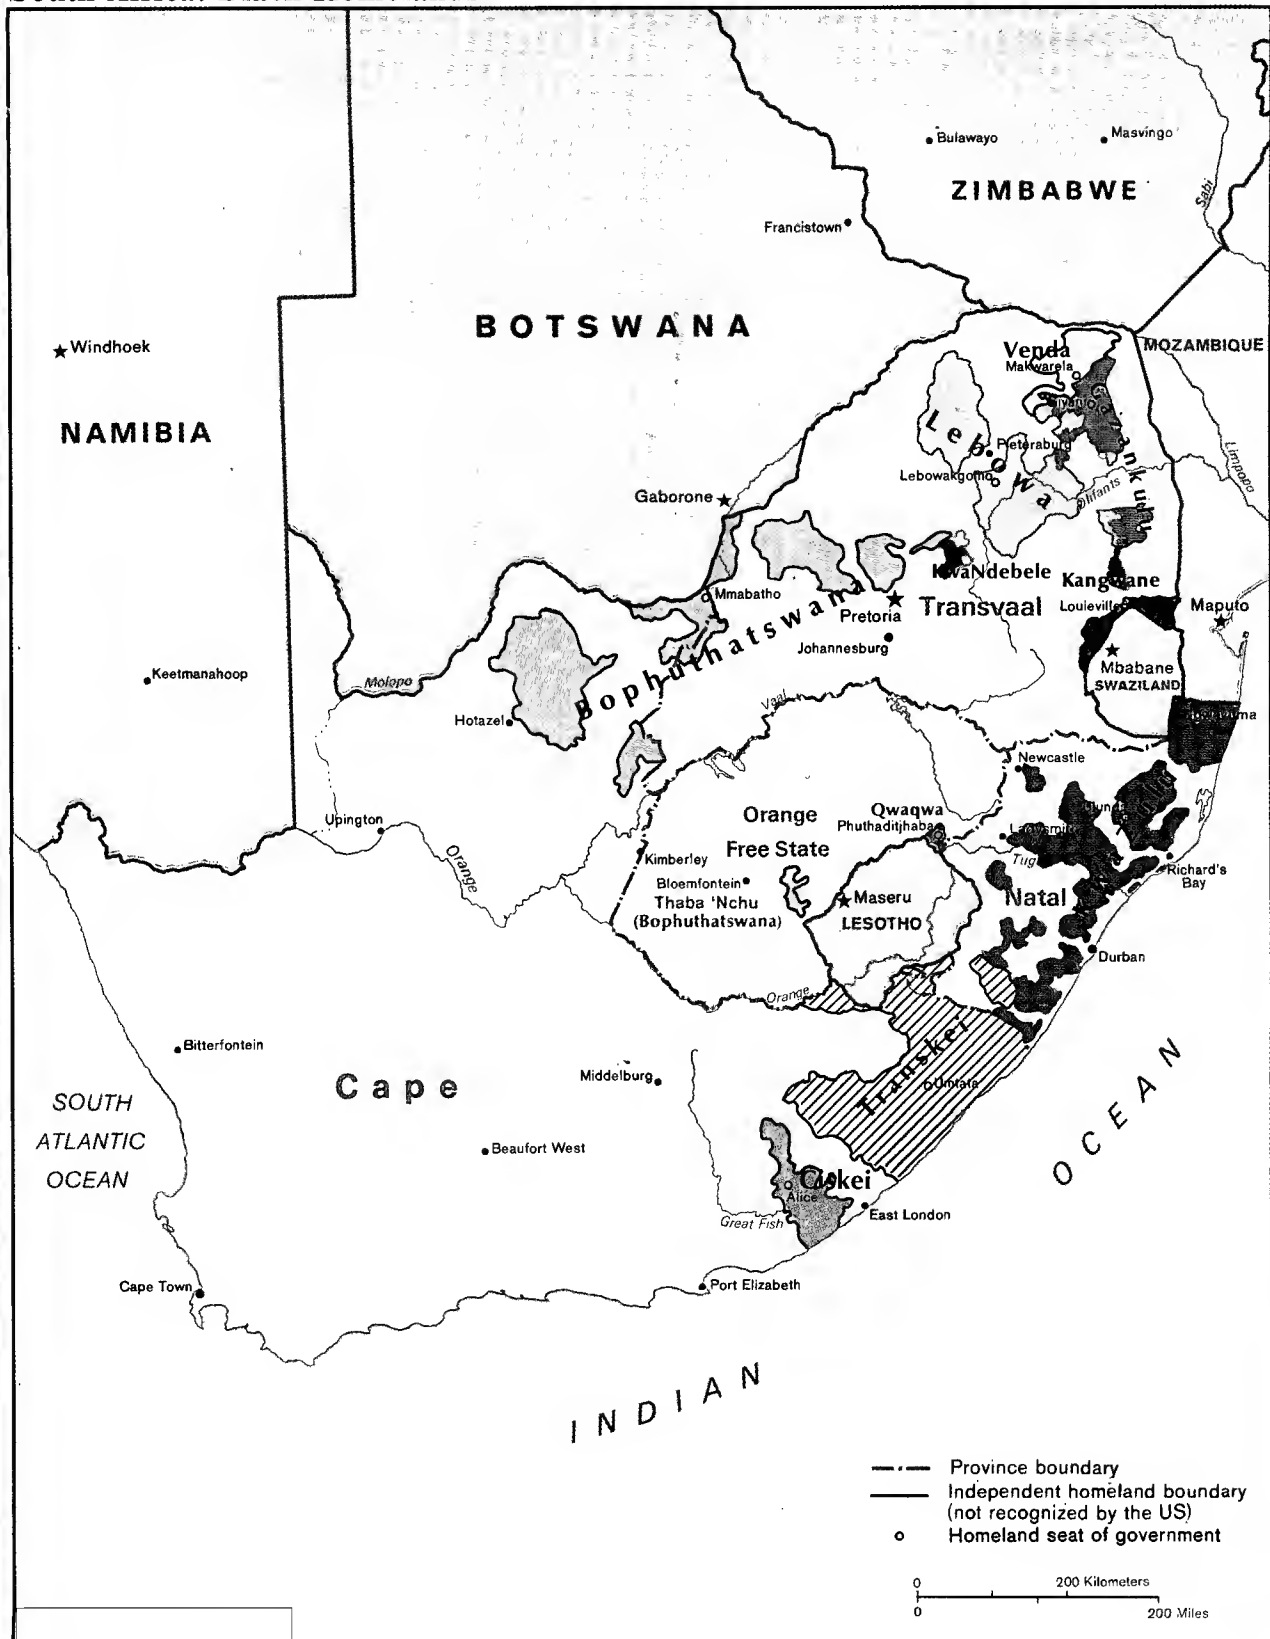 Bulawayo
Masvingo
ZIMBABWE
Sabi
Francistown
BOTSWANA
Windhoek
NAMIBIA
Venda
Makwarela
MOZAMBIQUE
Lebowa
Pietersburg
Lebowakgomo
Olifants
Limpopo
Gaborone
KwaNdebele
Kangwane
Mmabatho
Bophuthatswana
Transvaal
Louieville
Maputo
Pretoria
Johannesburg
Mbabane
SWAZILAND
Keetmanahoop
Molopo
Hotazel
Vaal
Newcastle
Upington
Orange
Orange
Free State
Qwaqwa
Phuthaditjhaba
Kimberley
Bloemfontein
Thaba 'Nchu
(Bophuthatswana)
Maseru
LESOTHO
Natal
Richard's
Bay
Durban
Orange
Transkei
Umtata
Bitterfontein
Cape
Middelburg
Beaufort West
SOUTH
ATLANTIC
OCEAN
Ciskei
Alice
Great Fish
East London
Cape Town
Port Elizabeth
INDIAN
OCEAN
Province boundary
Independent homeland boundary
(not recognized by the US)
Homeland seat of government
0 200 Kilometers
0 200 Miles